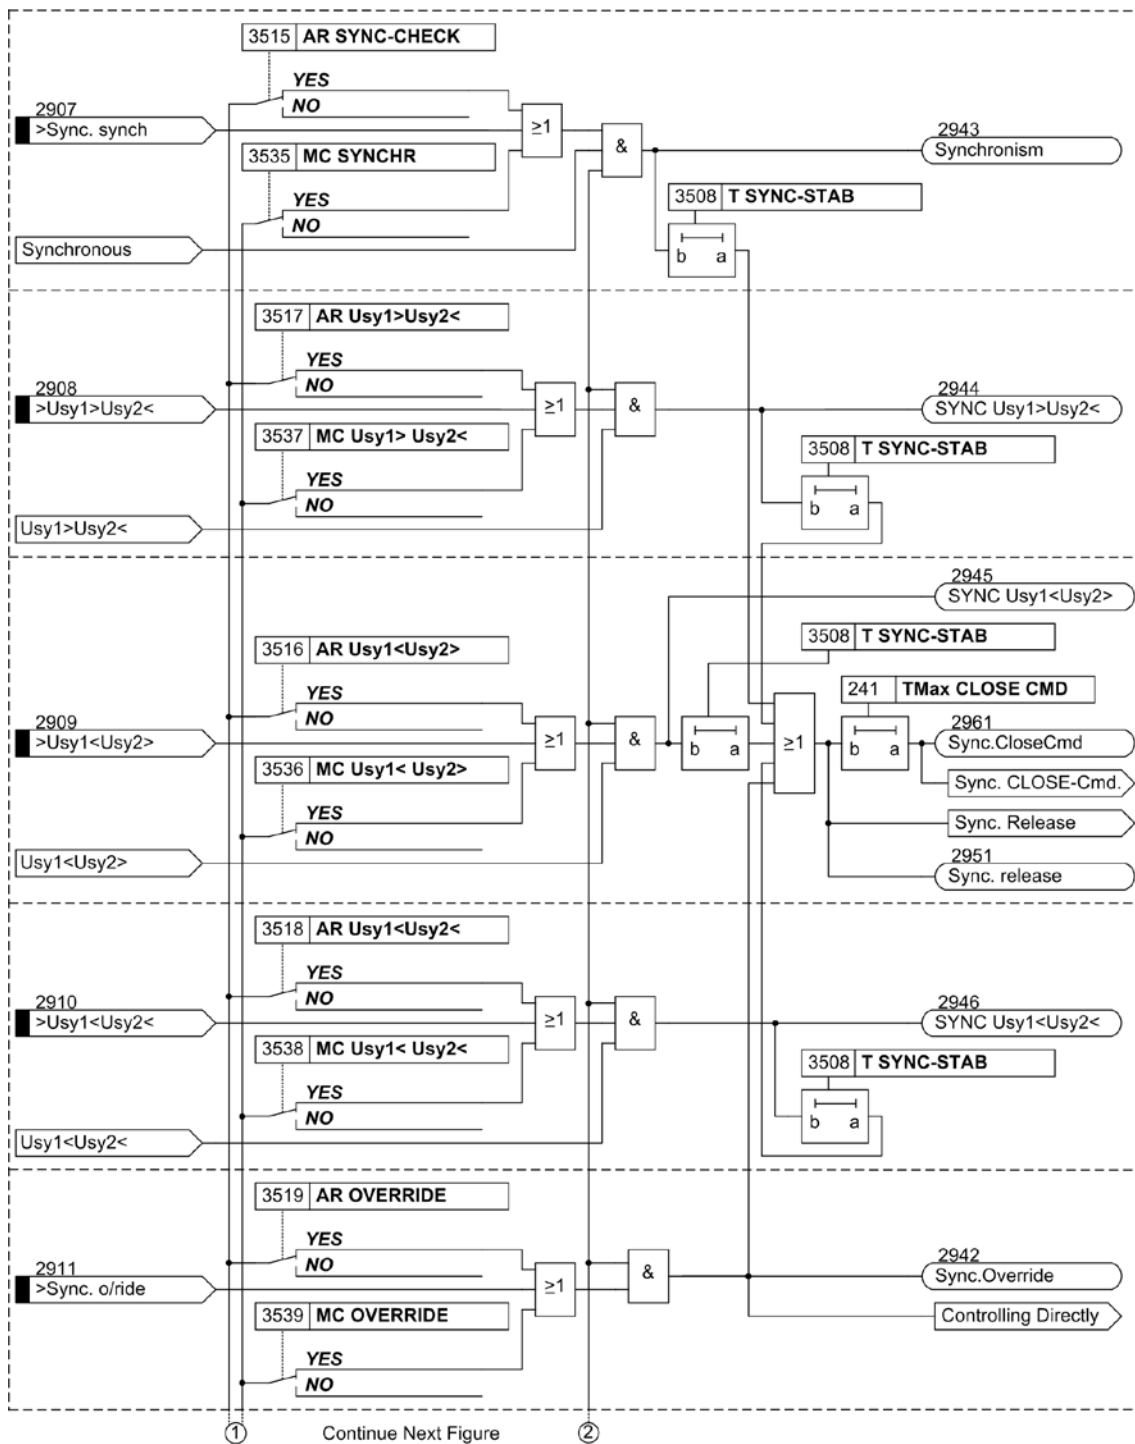 3515 AR SYNC-CHECK
YES
NO
2907
>Sync. synch
≥1
&
2943
Synchronism
3535 MC SYNCHR
YES
NO
3508 T SYNC-STAB
b a
Synchronous
3517 AR Usy1>Usy2<
YES
NO
2908
>Usy1>Usy2<
≥1
&
2944
SYNC Usy1>Usy2<
3537 MC Usy1> Usy2<
YES
NO
3508 T SYNC-STAB
b a
Usy1>Usy2<
2945
SYNC Usy1<Usy2>
3516 AR Usy1<Usy2>
YES
NO
3508 T SYNC-STAB
241 TMax CLOSE CMD
2909
>Usy1<Usy2>
≥1
&
b a
≥1
b a
2961
Sync.CloseCmd
3536 MC Usy1< Usy2>
YES
NO
Sync. CLOSE-Cmd.
Sync. Release
Usy1<Usy2>
2951
Sync. release
3518 AR Usy1<Usy2<
YES
NO
2910
>Usy1<Usy2<
≥1
&
2946
SYNC Usy1<Usy2<
3538 MC Usy1< Usy2<
YES
NO
3508 T SYNC-STAB
b a
Usy1<Usy2<
3519 AR OVERRIDE
YES
NO
2911
>Sync. o/ride
≥1
&
2942
Sync.Override
3539 MC OVERRIDE
YES
NO
Controlling Directly
1 Continue Next Figure 2